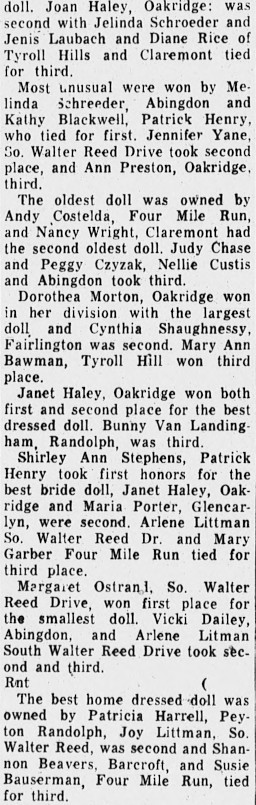 doll. Joan Haley, Oakridge: was
second with Jelinda Schroeder and
Jenis Laubach and Diane Rice of
Tyroll Hills and Claremont tied
for third.
Most unusual were won by Me-
linda Schreeder, Abingdon and
Kathy Blackwell, Patrick Henry,
who tied for first. Jennifer Yane,
So. Walter Reed Drive took second
place, and Ann Preston, Oakridge,
third.
The oldest doll was owned by
Andy Costelda, Four Mile Run,
and Nancy Wright, Claremont had
the second oldest doll. Judy Chase
and Peggy Czyzak, Nellie Custis
and Abingdon took third.
Dorothea Morton, Oakridge won
in her division with the largest
doll and Cynthia Shaughnessy,
Fairlington was second. Mary Ann
Bawman, Tyroll Hill won third
place.
Janet Haley, Oakridge won both
first and second place for the best
dressed doll. Bunny Van Landing-
ham, Randolph, was third.
Shirley Ann Stephens, Patrick
Henry took first honors for the
best bride doll, Janet Haley, Oak-
ridge and Maria Porter, Glencar-
lyn, were second. Arlene Littman
So. Walter Reed Dr. and Mary
Garber Four Mile Run tied for
third place.
Margaret Ostrand, So. Walter
Reed Drive, won first place for
the smallest doll. Vicki Dailey,
Abingdon, and Arlene Litman
South Walter Reed Drive took sec-
ond and third.
Rnt (
The best home dressed doll was
owned by Patricia Harrell, Pey-
ton Randolph, Joy Littman, So.
Walter Reed, was second and Shan-
non Beavers, Barcroft, and Susie
Bauserman, Four Mile Run, tied
for third.